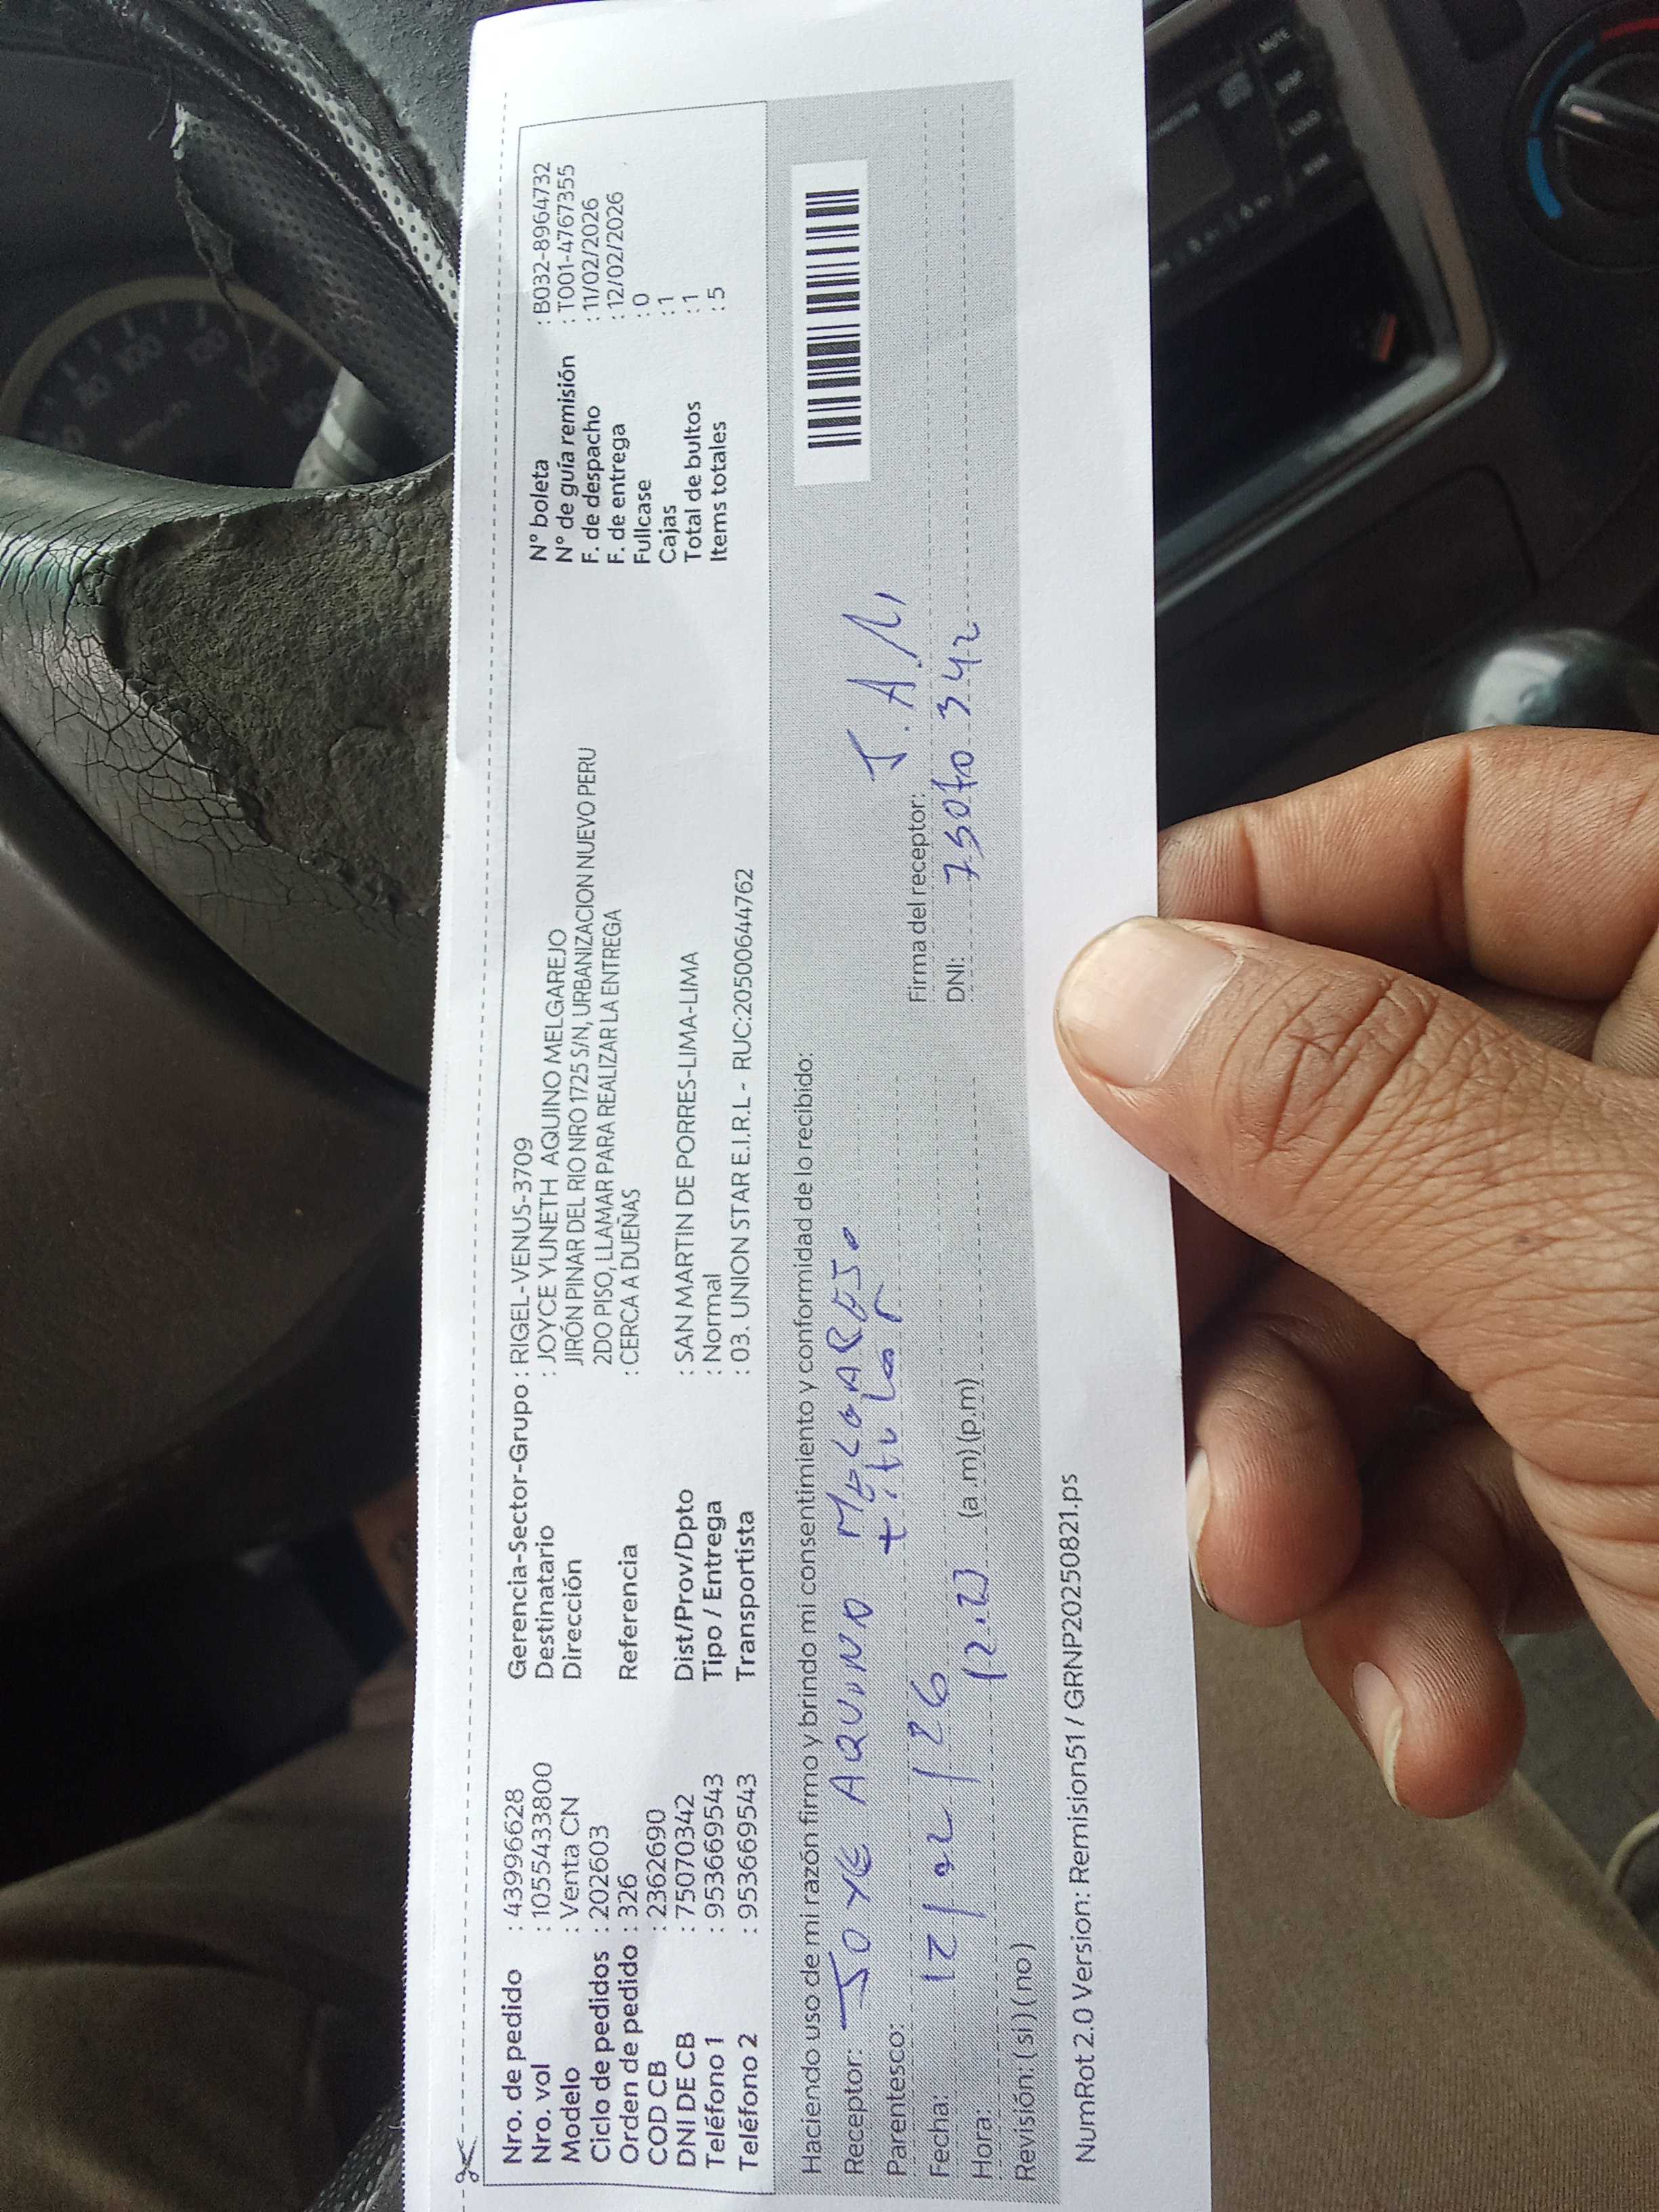 Nro. de pedido : 43996628
Nro. vol : 1055433800
Modelo : Venta CN
Ciclo de pedidos : 202603
Orden de pedido : 326
COD CB : 2362690
DNI DE CB : 75070342
Teléfono 1 : 953669543
Teléfono 2 : 953669543
Gerencia-Sector-Grupo : RIGEL-VENUS-3709
Destinatario : JOYCE YUNETH AQUINO MELGAREJO
Dirección JIRÓN PINAR DEL RIO NRO 1725 S/N, URBANIZACION NUEVO PERU
2DO PISO, LLAMAR PARA REALIZAR LA ENTREGA
Referencia : CERCA A DUEÑAS
Dist/Prov/Dpto : SAN MARTIN DE PORRES-LIMA-LIMA
Tipo / Entrega : Normal
Transportista : 03. UNION STAR E.I.R.L - RUC:20500644762
N° boleta : B032-8964732
N° de guía remisión : T001-4767355
F. de despacho : 11/02/2026
F. de entrega : 12/02/2026
Fullcase : 0
Cajas : 1
Total de bultos : 1
Items totales : 5
Haciendo uso de mi razón firmo y brindo mi consentimiento y conformidad de lo recibido:
Receptor: JOYE AQUINO MELGAREJO
Parentesco: titular
Fecha: 12/02/26
Hora: (a.m)(p.m)
Revisión: (si) (no)
Firma del receptor: J.A.
DNI: 75070342
NumRot 2.0 Version: Remision51 / GRNP20250821.ps
MUTE
DISP